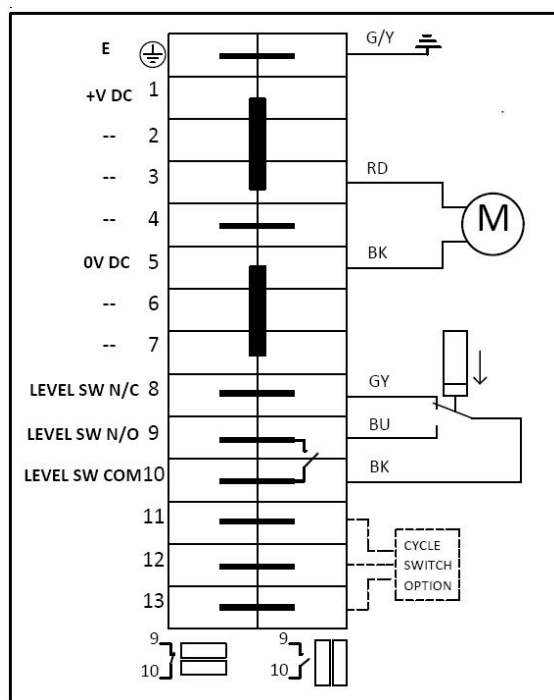 E G/Y
+V DC 1
-- 2
-- 3 RD
-- 4
M
0V DC 5 BK
-- 6
-- 7
LEVEL SW N/C 8 GY
LEVEL SW N/O 9 BU
LEVEL SW COM 10 BK
11
CYCLE
12 SWITCH
OPTION
13
9 9
10 10